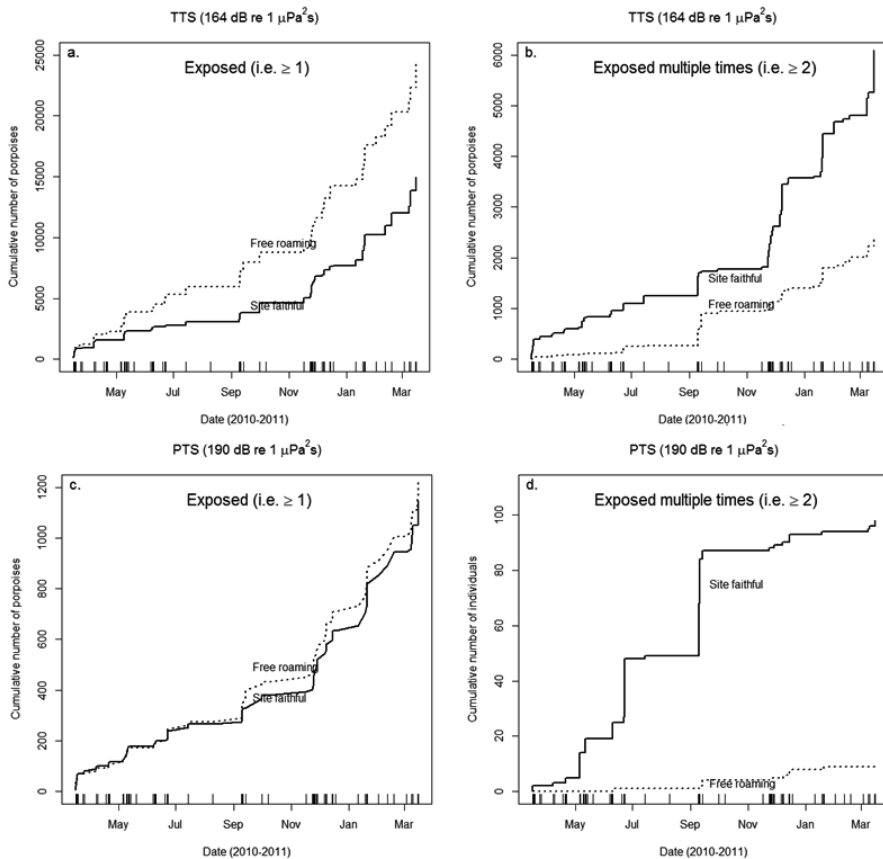 TTS (164 dB re 1 μPa²s)
a.
Exposed (i.e. ≥ 1)
Cumulative number of porpoises
25000
20000
15000
10000
5000
0
Free roaming
Site faithful
May Jul Sep Nov Jan Mar
Date (2010-2011)
TTS (164 dB re 1 μPa²s)
b.
Exposed multiple times (i.e. ≥ 2)
Cumulative number of porpoises
6000
5000
4000
3000
2000
1000
0
Site faithful
Free roaming
May Jul Sep Nov Jan Mar
Date (2010-2011)
PTS (190 dB re 1 μPa²s)
c.
Exposed (i.e. ≥ 1)
Cumulative number of porpoises
1200
1000
800
600
400
200
0
Free roaming
Site faithful
May Jul Sep Nov Jan Mar
Date (2010-2011)
PTS (190 dB re 1 μPa²s)
d.
Exposed multiple times (i.e. ≥ 2)
Cumulative number of individuals
100
80
60
40
20
0
Site faithful
Free roaming
May Jul Sep Nov Jan Mar
Date (2010-2011)